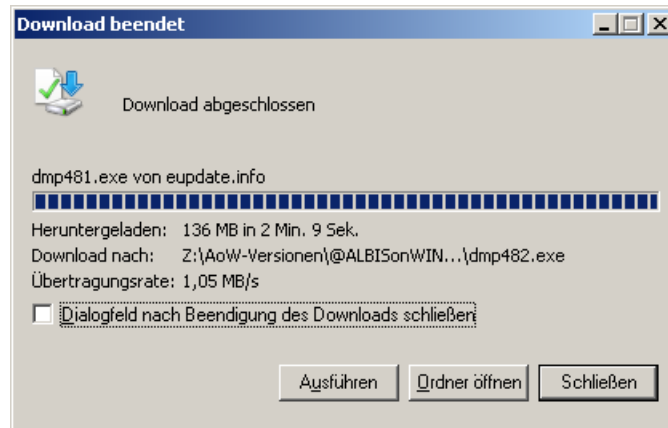 Download beendet
Download abgeschlossen
dmp481.exe von eupdate.info
Heruntergeladen: 136 MB in 2 Min. 9 Sek.
Download nach: Z:\AoW-Versionen\@ALBISonWIN...\dmp482.exe
Übertragungsrate: 1,05 MB/s
Dialogfeld nach Beendigung des Downloads schließen
Ausführen Ordner öffnen Schließen